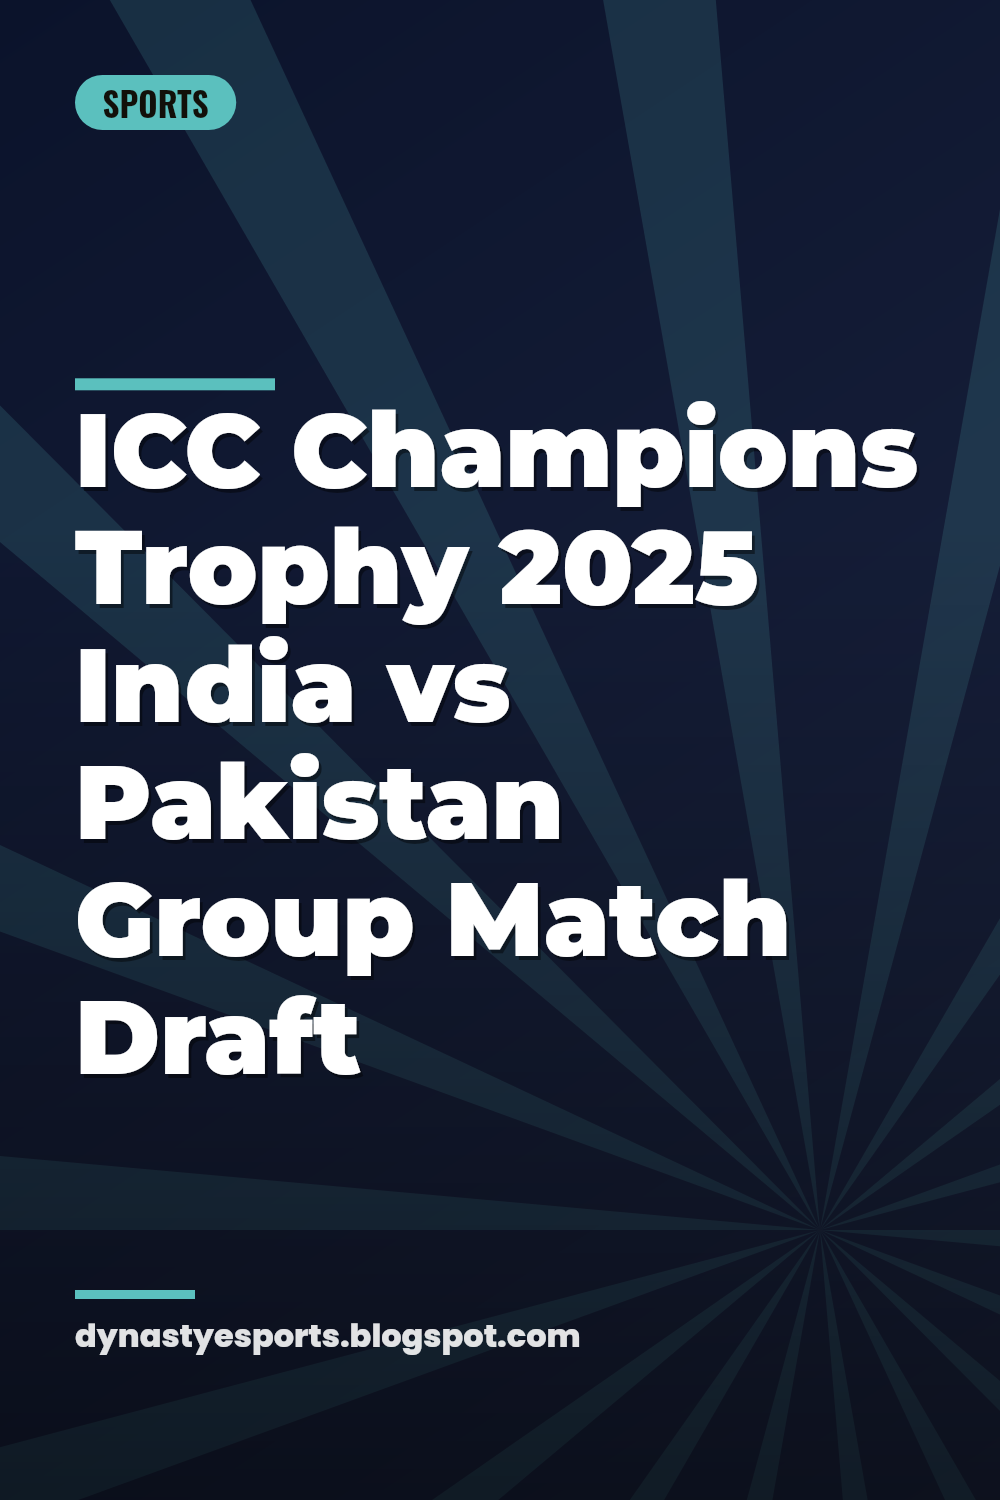 SPORTS
ICC Champions
Trophy 2025
India vs
Pakistan
Group Match
Draft
dynastyesports.blogspot.com